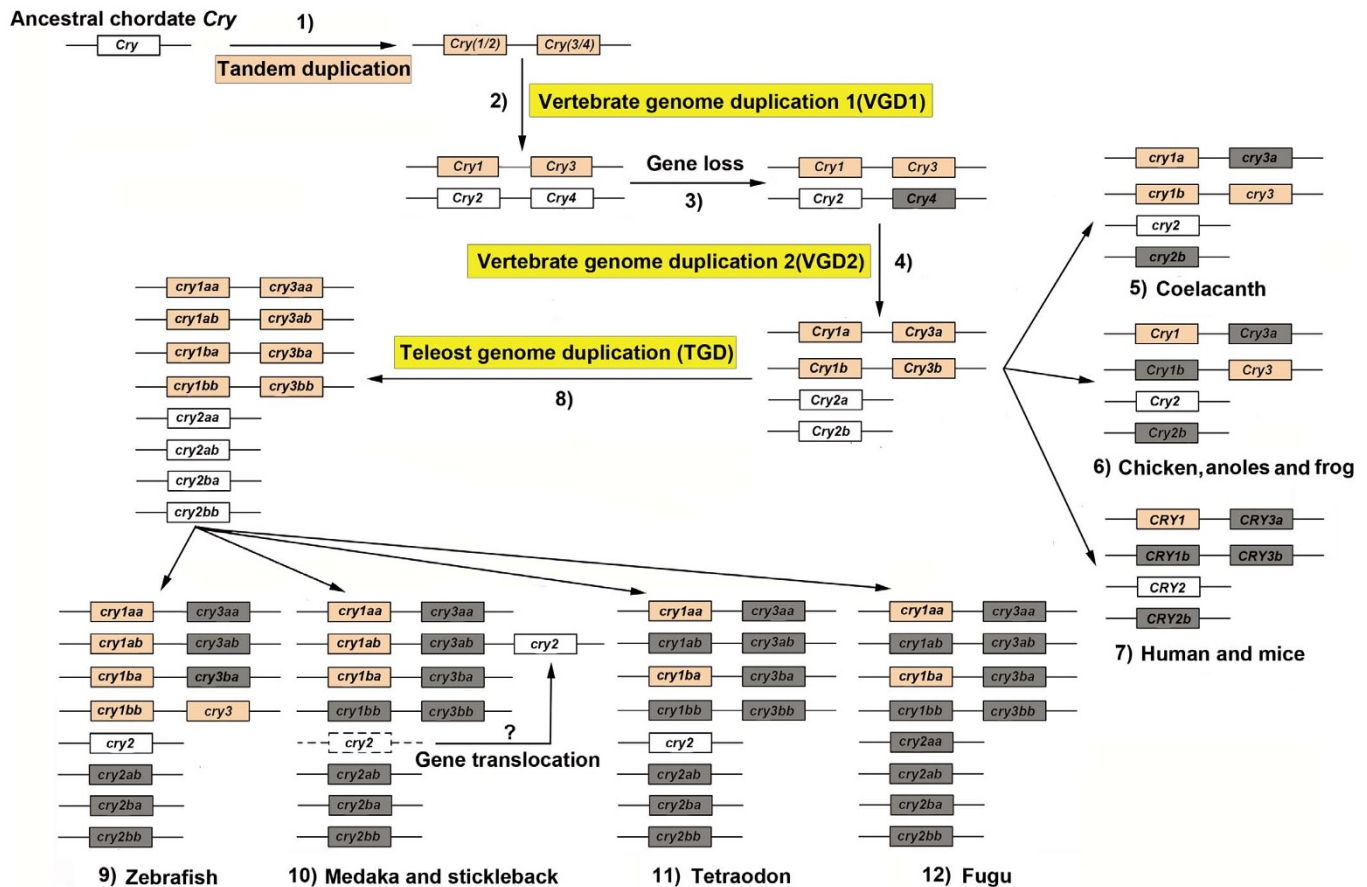 Ancestral chordate Cry
1)
Cry
Cry(1/2) Cry(3/4)
Tandem duplication
2)
Vertebrate genome duplication 1(VGD1)
Cry1 Cry3
Cry2 Cry4
Gene loss
3)
Cry1 Cry3
Cry2 Cry4
Vertebrate genome duplication 2(VGD2)
4)
Cry1a Cry3a
Cry1b Cry3b
Cry2a
Cry2b
cry1a cry3a
cry1b cry3
cry2
cry2b
5) Coelacanth
Cry1 Cry3a
Cry1b Cry3
Cry2
Cry2b
6) Chicken, anoles and frog
CRY1 CRY3a
CRY1b CRY3b
CRY2
CRY2b
7) Human and mice
Teleost genome duplication (TGD)
8)
cry1aa cry3aa
cry1ab cry3ab
cry1ba cry3ba
cry1bb cry3bb
cry2aa
cry2ab
cry2ba
cry2bb
cry1aa cry3aa
cry1ab cry3ab
cry1ba cry3ba
cry1bb cry3
cry2
cry2ab
cry2ba
cry2bb
9) Zebrafish
cry1aa cry3aa
cry1ab cry3ab cry2
cry1ba cry3ba
cry1bb cry3bb
cry2
?
Gene translocation
cry2ab
cry2ba
cry2bb
10) Medaka and stickleback
cry1aa cry3aa
cry1ab cry3ab
cry1ba cry3ba
cry1bb cry3bb
cry2
cry2ab
cry2ba
cry2bb
11) Tetraodon
cry1aa cry3aa
cry1ab cry3ab
cry1ba cry3ba
cry1bb cry3bb
cry2aa
cry2ab
cry2ba
cry2bb
12) Fugu